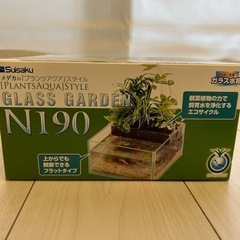 Suisaku
メダカの「プランツアクア」スタイル
[PLANTSAQUA]STYLE
GLASS GARDEN
N190
ガラス水槽
観葉植物の力で
飼育水を浄化する
エコサイクル
上からでも
観察できる
フラットタイプ